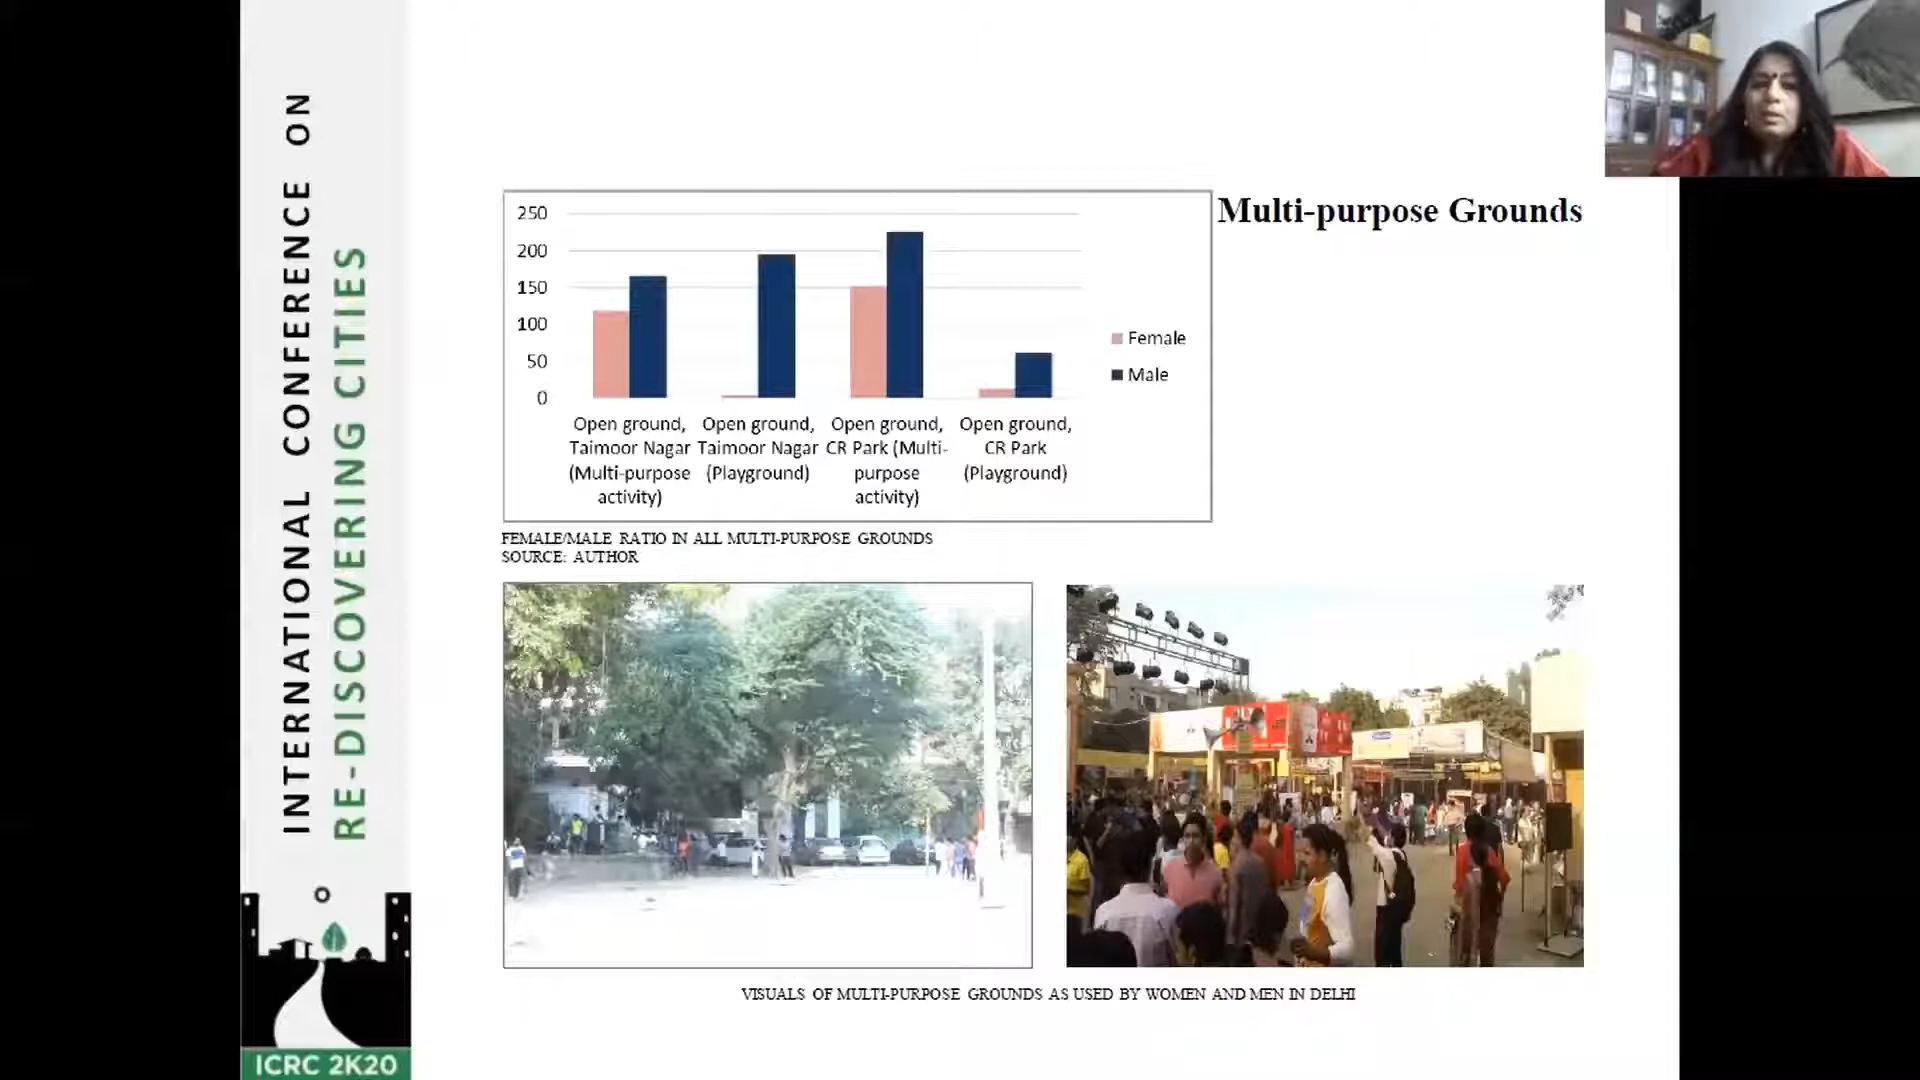 INTERNATIONAL CONFERENCE ON
RE-DISCOVERING CITIES
ICRC 2K20
Multi-purpose Grounds
250
200
150
100
50
0
Female
Male
Open ground, Taimoor Nagar (Multi-purpose activity)
Open ground, Taimoor Nagar (Playground)
Open ground, CR Park (Multi-purpose activity)
Open ground, CR Park (Playground)
FEMALE/MALE RATIO IN ALL MULTI-PURPOSE GROUNDS
SOURCE: AUTHOR
VISUALS OF MULTI-PURPOSE GROUNDS AS USED BY WOMEN AND MEN IN DELHI